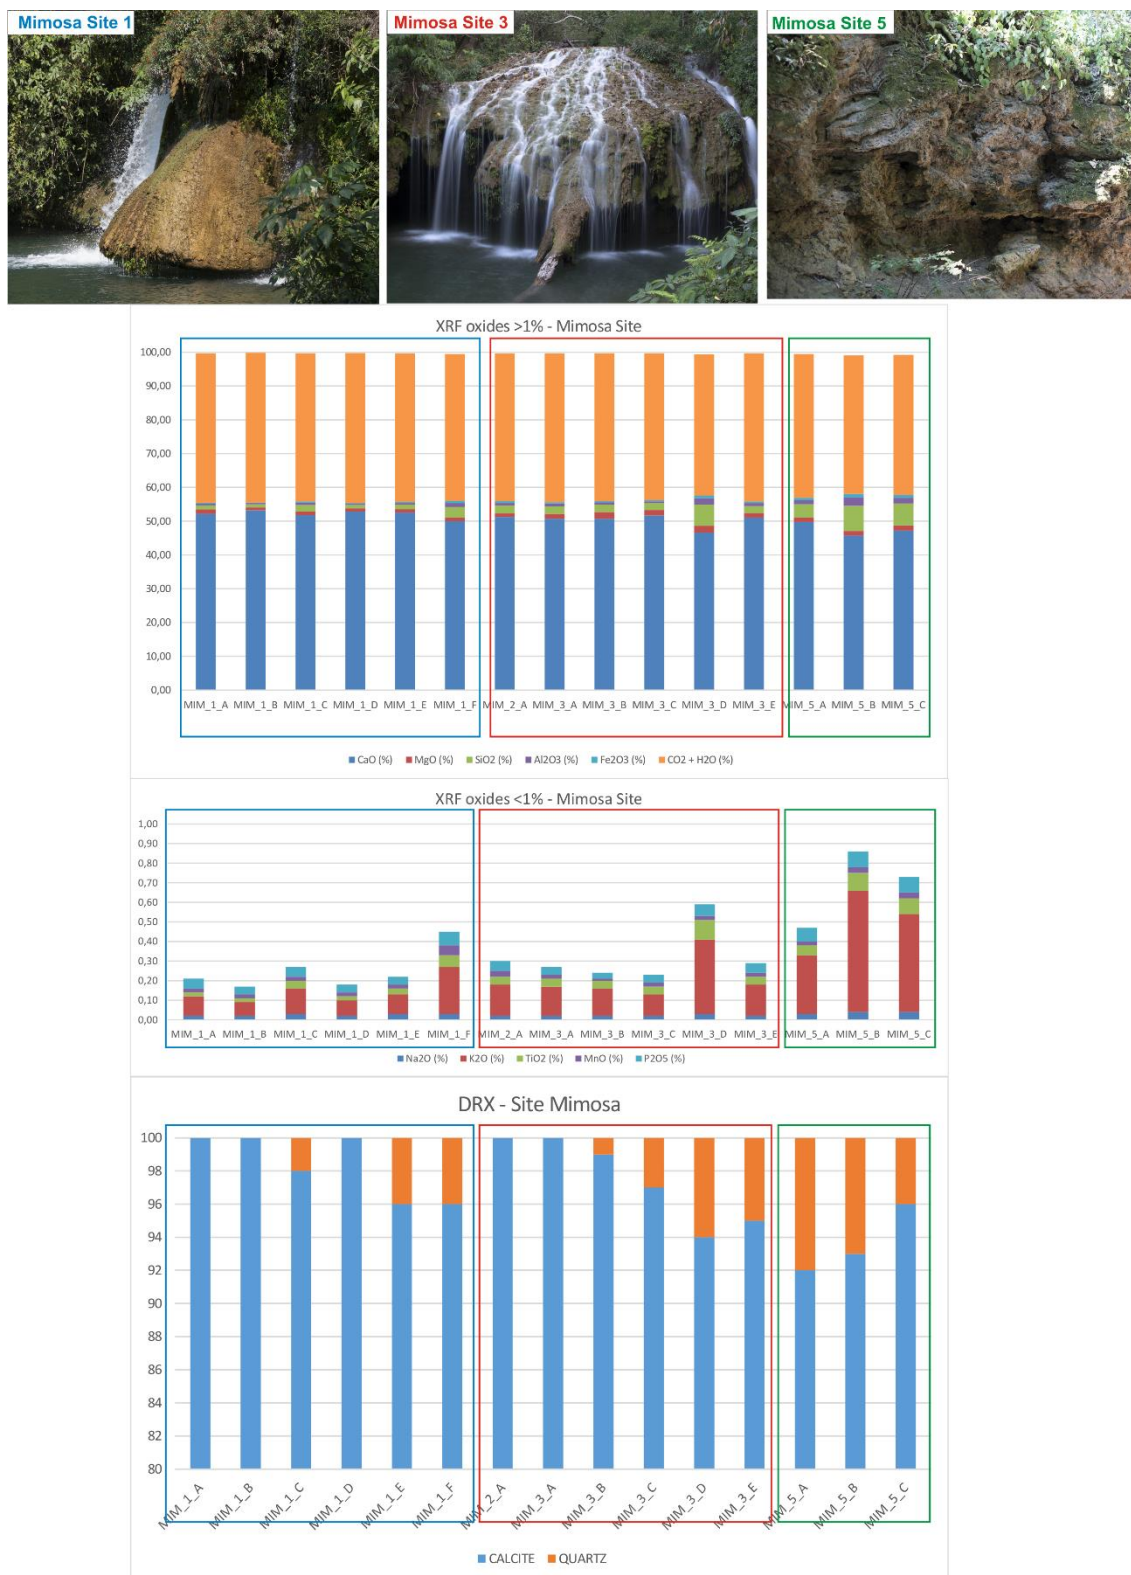 Mimosa Site 1
Mimosa Site 3
Mimosa Site 5
XRF oxides >1% - Mimosa Site
100,00
90,00
80,00
70,00
60,00
50,00
40,00
30,00
20,00
10,00
0,00
MIM_1_A MIM_1_B MIM_1_C MIM_1_D MIM_1_E MIM_1_F MIM_2_A MIM_3_A MIM_3_B MIM_3_C MIM_3_D MIM_3_E MIM_5_A MIM_5_B MIM_5_C
CaO (%) MgO (%) SiO2 (%) Al2O3 (%) Fe2O3 (%) CO2 + H2O (%)
XRF oxides <1% - Mimosa Site
1,00
0,90
0,80
0,70
0,60
0,50
0,40
0,30
0,20
0,10
0,00
MIM_1_A MIM_1_B MIM_1_C MIM_1_D MIM_1_E MIM_1_F MIM_2_A MIM_3_A MIM_3_B MIM_3_C MIM_3_D MIM_3_E MIM_5_A MIM_5_B MIM_5_C
Na2O (%) K2O (%) TiO2 (%) MnO (%) P2O5 (%)
DRX - Site Mimosa
100
98
96
94
92
90
88
86
84
82
80
MIM_1_A MIM_1_B MIM_1_C MIM_1_D MIM_1_E MIM_1_F MIM_2_A MIM_3_A MIM_3_B MIM_3_C MIM_3_D MIM_3_E MIM_5_A MIM_5_B MIM_5_C
CALCITE QUARTZ